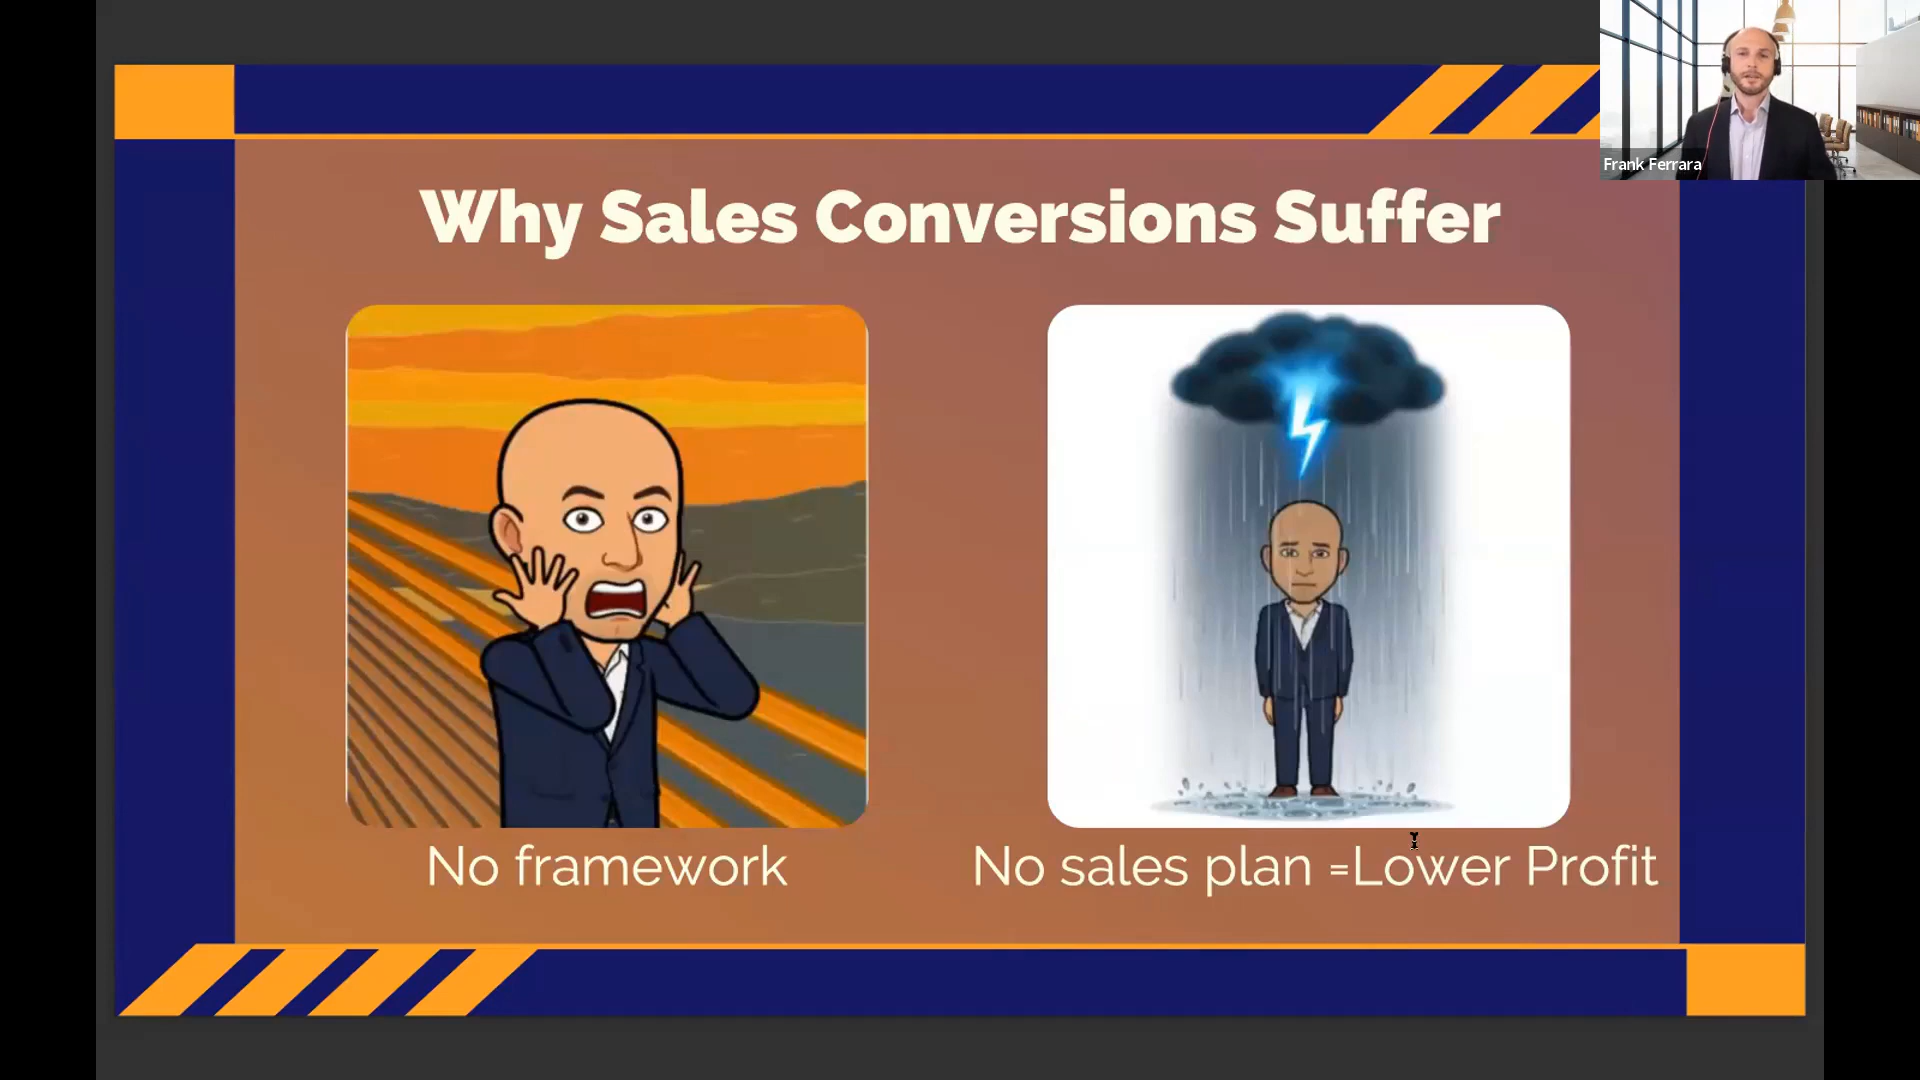 Frank Ferrara
Why Sales Conversions Suffer
No framework
No sales plan =Lower Profit